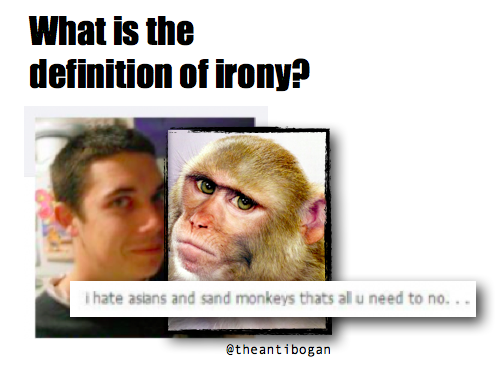 What is the
definition of irony?
i hate asians and sand monkeys thats all u need to no. . .
@theantibogan